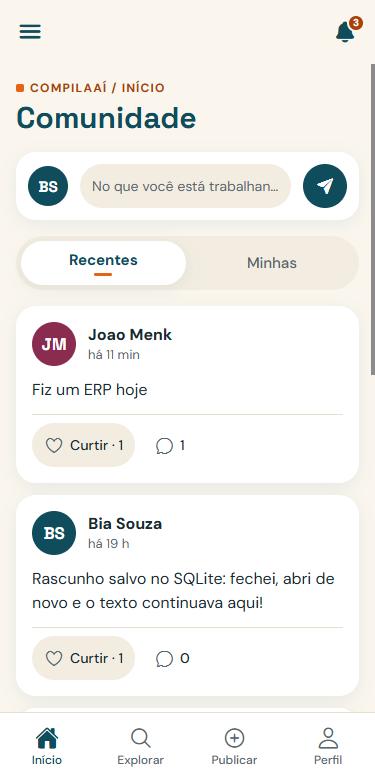 3
COMPILAAÍ / INÍCIO
Comunidade
BS
No que você está trabalhan...
Recentes
Minhas
JM
Joao Menk
há 11 min
Fiz um ERP hoje
Curtir · 1
1
BS
Bia Souza
há 19 h
Rascunho salvo no SQLite: fechei, abri de
novo e o texto continuava aqui!
Curtir · 1
0
Início
Explorar
Publicar
Perfil